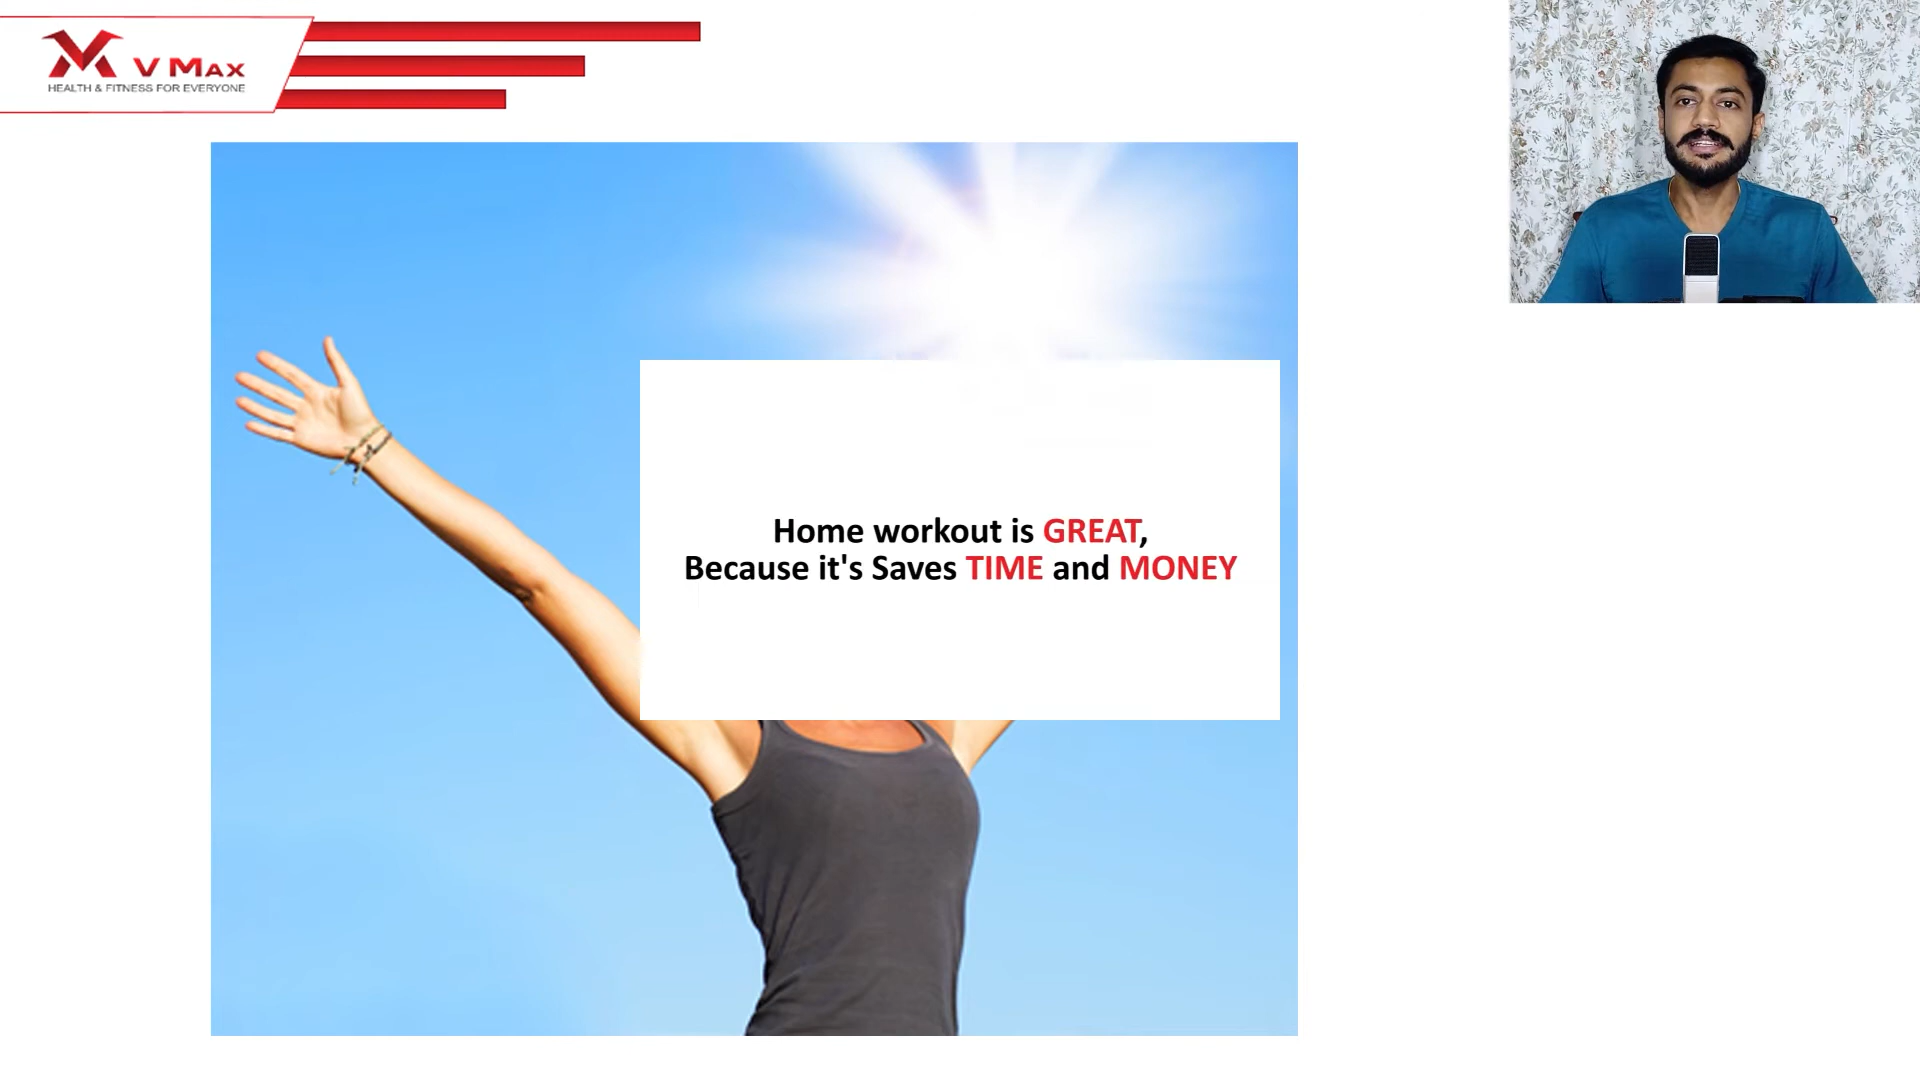 V MAX
HEALTH & FITNESS FOR EVERYONE
Home workout is GREAT,
Because it's Saves TIME and MONEY